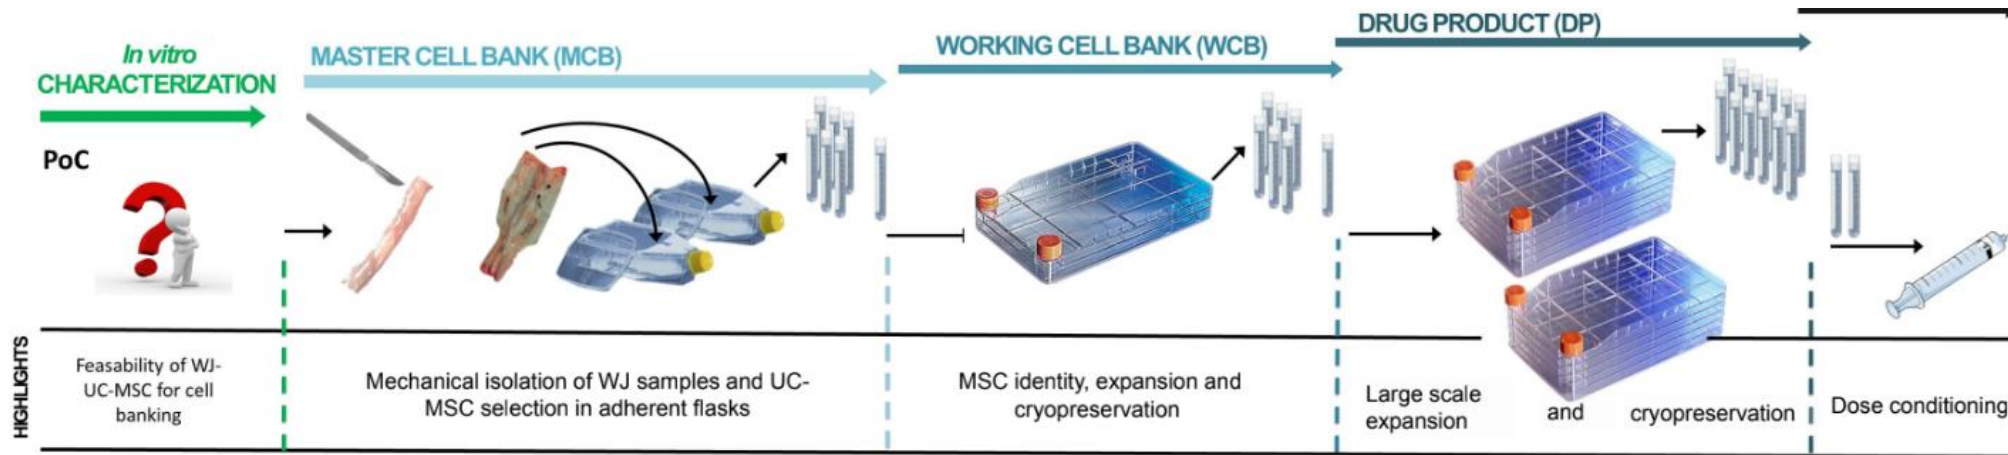 In vitro
CHARACTERIZATION
MASTER CELL BANK (MCB)
WORKING CELL BANK (WCB)
DRUG PRODUCT (DP)
PoC
HIGHLIGHTS
Feasability of WJ-
UC-MSC for cell
banking
Mechanical isolation of WJ samples and UC-
MSC selection in adherent flasks
MSC identity, expansion and
cryopreservation
Large scale
expansion
and
cryopreservation
Dose conditioning